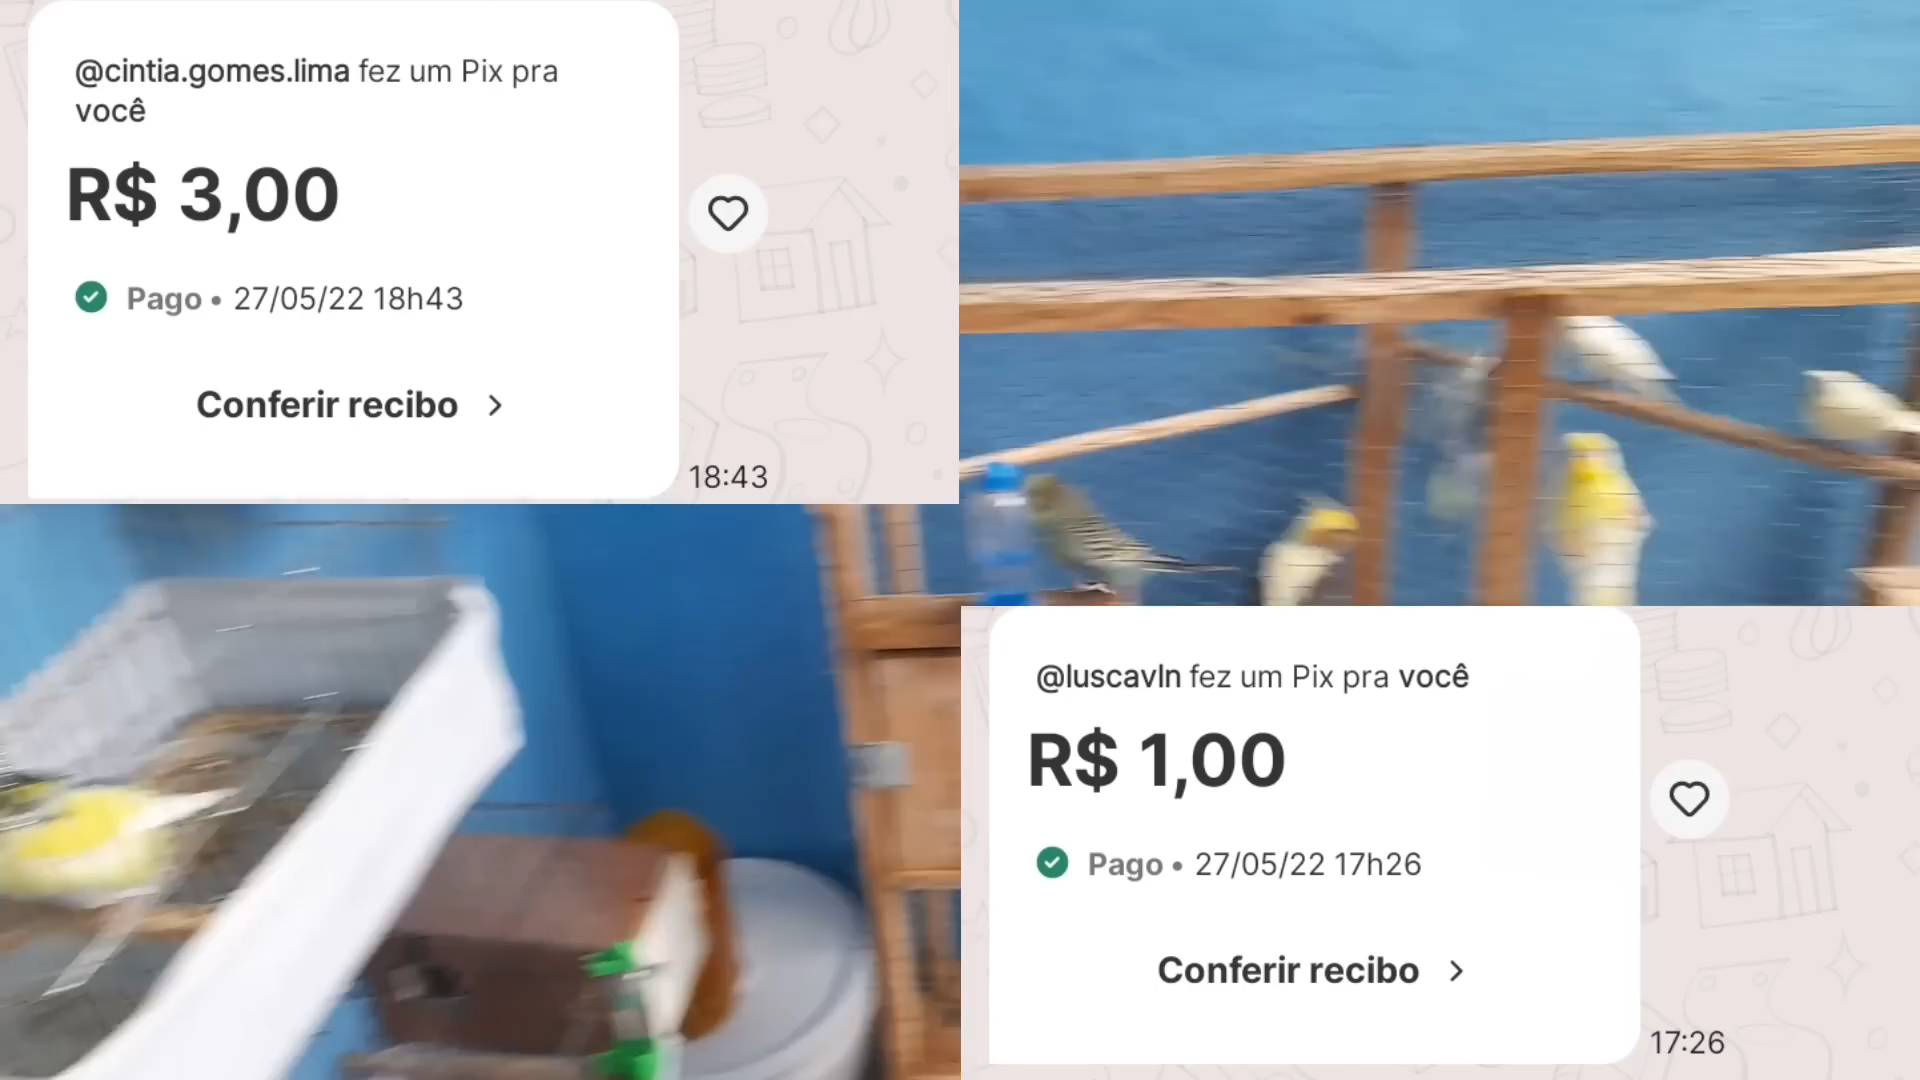 @cintia.gomes.lima fez um Pix pra
você
R$ 3,00
Pago • 27/05/22 18h43
Conferir recibo
18:43
@luscavln fez um Pix pra você
R$ 1,00
Pago • 27/05/22 17h26
Conferir recibo
17:26